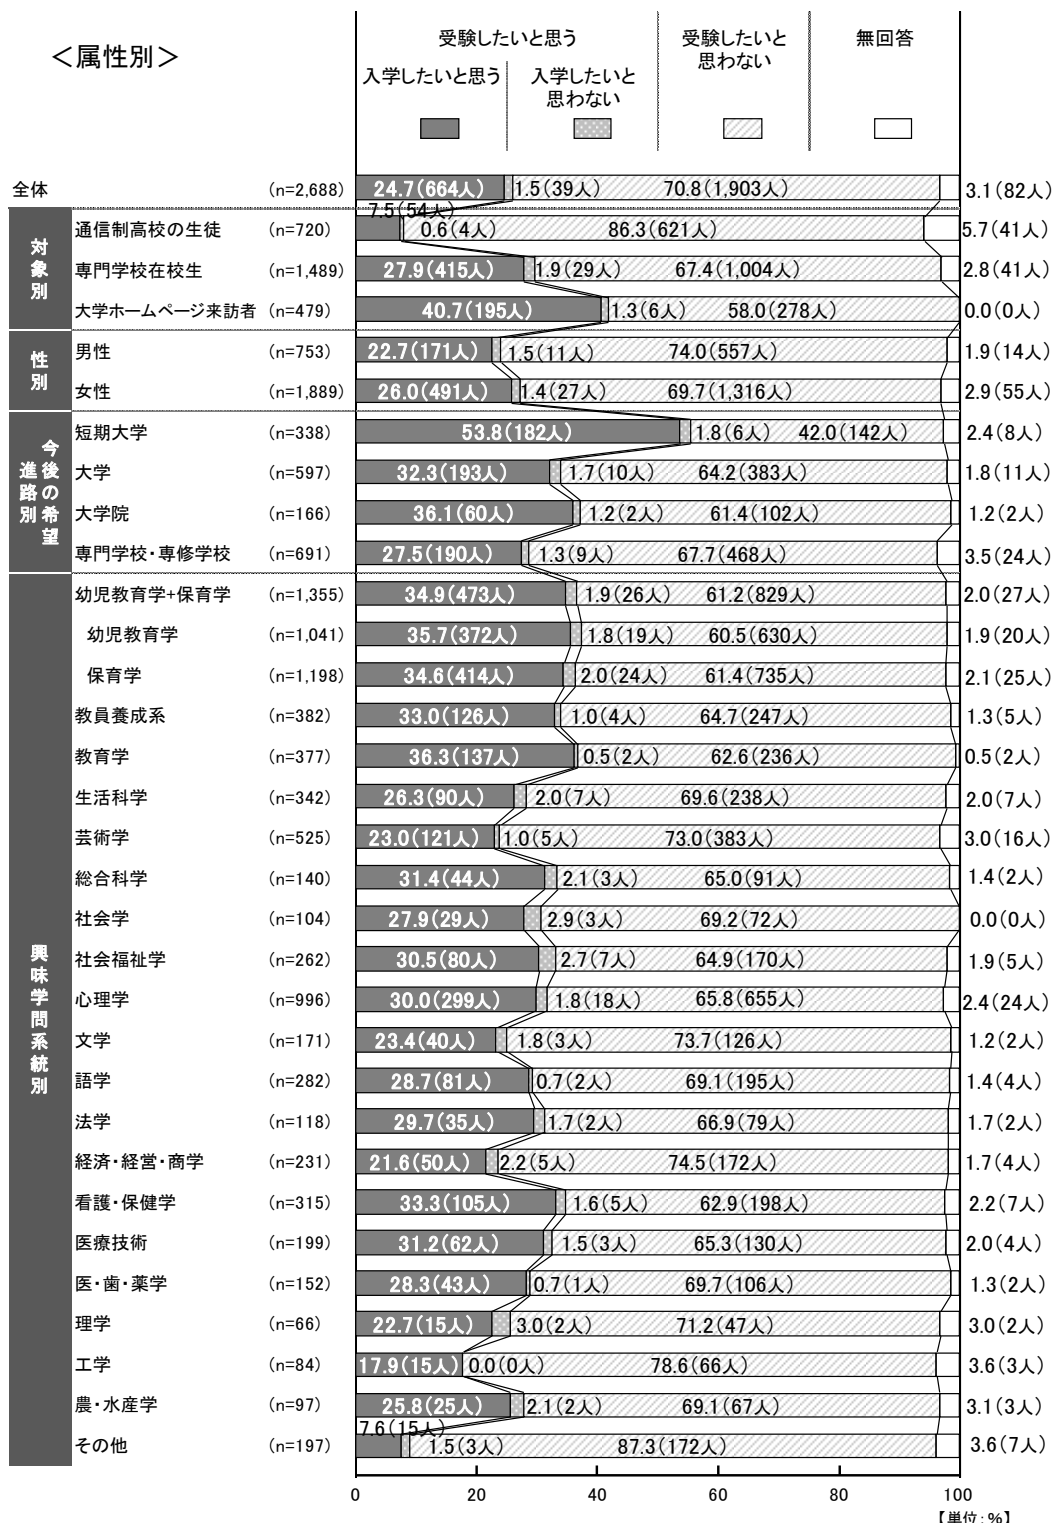 ＜属性別＞
受験したいと思う
受験したいと
思わない
無回答
入学したいと思う
入学したいと
思わない
全体 (n=2,688) 24.7(664人) 1.5(39人) 70.8(1,903人) 3.1(82人)
対象別
通信制高校の生徒 (n=720) 7.5(54人) 0.6(4人) 86.3(621人) 5.7(41人)
専門学校在校生 (n=1,489) 27.9(415人) 1.9(29人) 67.4(1,004人) 2.8(41人)
大学ホームページ来訪者 (n=479) 40.7(195人) 1.3(6人) 58.0(278人) 0.0(0人)
性別
男性 (n=753) 22.7(171人) 1.5(11人) 74.0(557人) 1.9(14人)
女性 (n=1,889) 26.0(491人) 1.4(27人) 69.7(1,316人) 2.9(55人)
今後の希望
進路別
短期大学 (n=338) 53.8(182人) 1.8(6人) 42.0(142人) 2.4(8人)
大学 (n=597) 32.3(193人) 1.7(10人) 64.2(383人) 1.8(11人)
大学院 (n=166) 36.1(60人) 1.2(2人) 61.4(102人) 1.2(2人)
専門学校・専修学校 (n=691) 27.5(190人) 1.3(9人) 67.7(468人) 3.5(24人)
興味学問系統別
幼児教育学+保育学 (n=1,355) 34.9(473人) 1.9(26人) 61.2(829人) 2.0(27人)
幼児教育学 (n=1,041) 35.7(372人) 1.8(19人) 60.5(630人) 1.9(20人)
保育学 (n=1,198) 34.6(414人) 2.0(24人) 61.4(735人) 2.1(25人)
教員養成系 (n=382) 33.0(126人) 1.0(4人) 64.7(247人) 1.3(5人)
教育学 (n=377) 36.3(137人) 0.5(2人) 62.6(236人) 0.5(2人)
生活科学 (n=342) 26.3(90人) 2.0(7人) 69.6(238人) 2.0(7人)
芸術学 (n=525) 23.0(121人) 1.0(5人) 73.0(383人) 3.0(16人)
総合科学 (n=140) 31.4(44人) 2.1(3人) 65.0(91人) 1.4(2人)
社会学 (n=104) 27.9(29人) 2.9(3人) 69.2(72人) 0.0(0人)
社会福祉学 (n=262) 30.5(80人) 2.7(7人) 64.9(170人) 1.9(5人)
心理学 (n=996) 30.0(299人) 1.8(18人) 65.8(655人) 2.4(24人)
文学 (n=171) 23.4(40人) 1.8(3人) 73.7(126人) 1.2(2人)
語学 (n=282) 28.7(81人) 0.7(2人) 69.1(195人) 1.4(4人)
法学 (n=118) 29.7(35人) 1.7(2人) 66.9(79人) 1.7(2人)
経済・経営・商学 (n=231) 21.6(50人) 2.2(5人) 74.5(172人) 1.7(4人)
看護・保健学 (n=315) 33.3(105人) 1.6(5人) 62.9(198人) 2.2(7人)
医療技術 (n=199) 31.2(62人) 1.5(3人) 65.3(130人) 2.0(4人)
医・歯・薬学 (n=152) 28.3(43人) 0.7(1人) 69.7(106人) 1.3(2人)
理学 (n=66) 22.7(15人) 3.0(2人) 71.2(47人) 3.0(2人)
工学 (n=84) 17.9(15人) 0.0(0人) 78.6(66人) 3.6(3人)
農・水産学 (n=97) 25.8(25人) 2.1(2人) 69.1(67人) 3.1(3人)
その他 (n=197) 7.6(15人) 1.5(3人) 87.3(172人) 3.6(7人)
0 20 40 60 80 100
【単位：%】